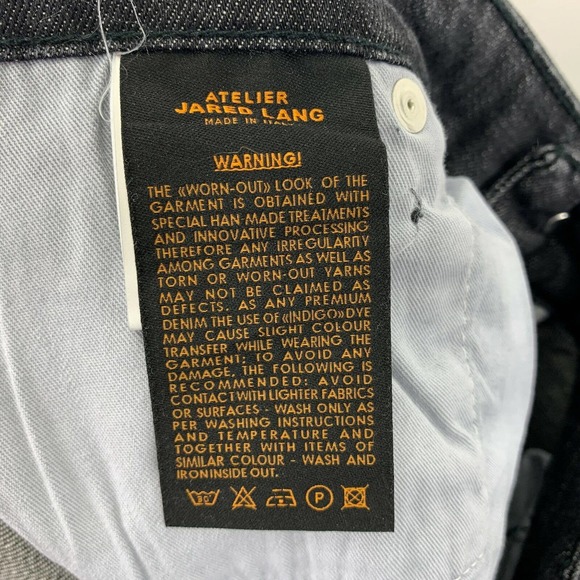 ATELIER
JARED LANG
MADE IN ITALY
WARNING!
THE «WORN-OUT» LOOK OF THE
GARMENT IS OBTAINED WITH
SPECIAL HAN-MADE TREATMENTS
AND INNOVATIVE PROCESSING
THEREFORE ANY IRREGULARITY
AMONG GARMENTS AS WELL AS
TORN OR WORN-OUT YARNS
MAY NOT BE CLAIMED AS
DEFECTS. AS ANY PREMIUM
DENIM THE USE OF «INDIGO» DYE
MAY CAUSE SLIGHT COLOUR
TRANSFER WHILE WEARING THE
GARMENT; TO AVOID ANY
DAMAGE, THE FOLLOWING IS
RECOMMENDED: AVOID
CONTACT WITH LIGHTER FABRICS
OR SURFACES - WASH ONLY AS
PER WASHING INSTRUCTIONS
AND TEMPERATURE AND
TOGETHER WITH ITEMS OF
SIMILAR COLOUR - WASH AND
IRON INSIDE OUT.
30 P